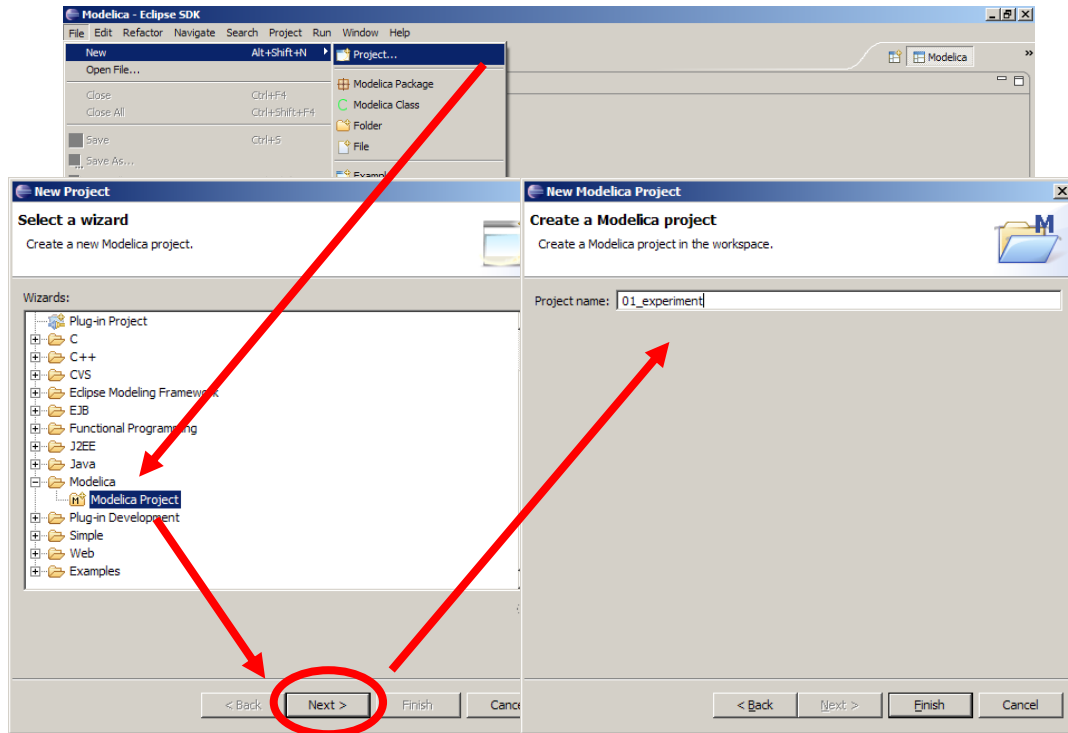 Modelica - Eclipse SDK
File Edit Refactor Navigate Search Project Run Window Help
New Alt+Shift+N
Open File...
Close Ctrl+F4
Close All Ctrl+Shift+F4
Save Ctrl+S
Save As...
Project...
Modelica Package
Modelica Class
Folder
File
Modelica
»
New Project
Select a wizard
Create a new Modelica project.
Wizards:
Plug-in Project
C
C++
CVS
Eclipse Modeling Framework
EJB
Functional Programming
J2EE
Java
Modelica
Modelica Project
Plug-in Development
Simple
Web
Examples
< Back Next > Finish Cance
New Modelica Project
Create a Modelica project
Create a Modelica project in the workspace.
M
Project name: 01_experiment
< Back Next > Finish Cancel